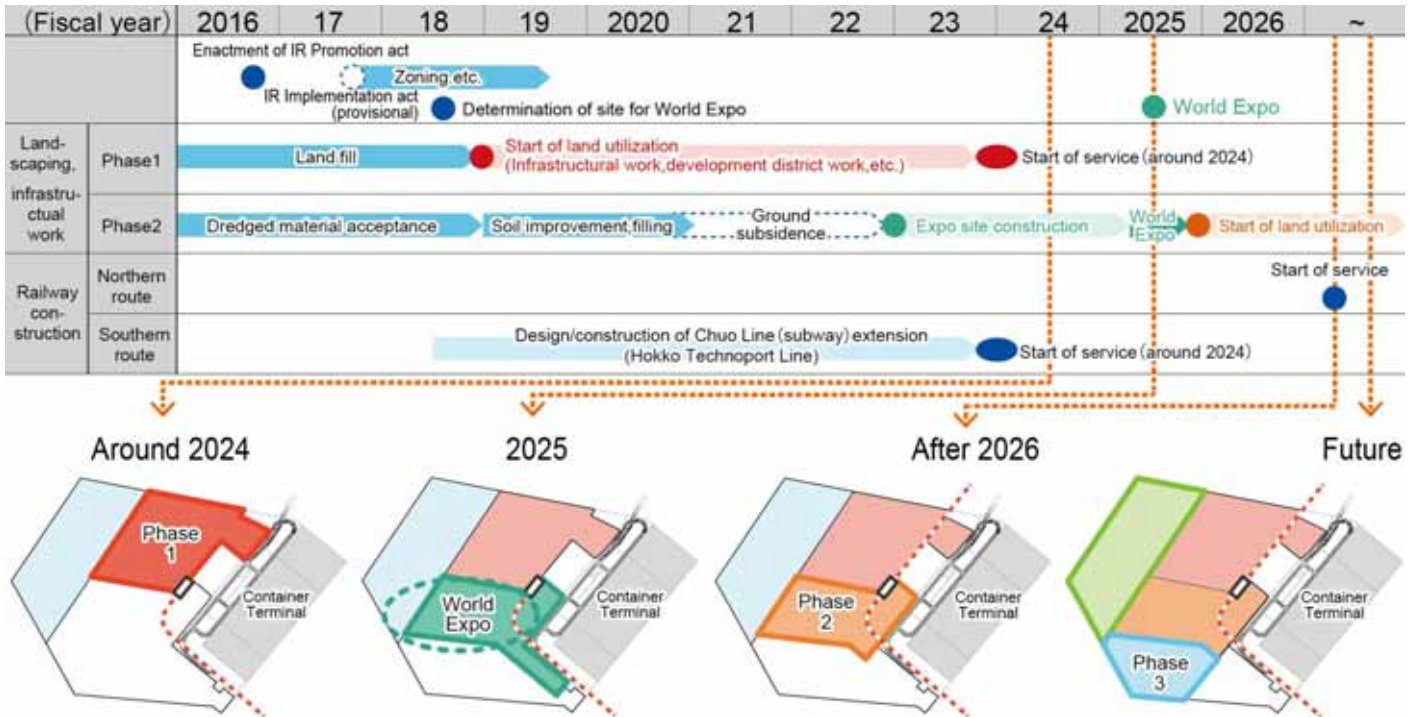 (Fiscal year) 2016 17 18 19 2020 21 22 23 24 2025 2026 ~
Enactment of IR Promotion act
Zoning etc.
IR Implementation act
(provisional)
Determination of site for World Expo
World Expo
Land-
scaping,
infrastru-
ctual
work
Phase1
Land fill
Start of land utilization
(Infrastructural work,development district work,etc.)
Start of service(around 2024)
Phase2
Dredged material acceptance
Soil improvement,filling
Ground
subsidence
Expo site construction
World
Expo
Start of land utilization
Railway
con-
struction
Northern
route
Start of service
Southern
route
Design/construction of Chuo Line(subway)extension
(Hokko Technoport Line)
Start of service(around 2024)
Around 2024
2025
After 2026
Future
Phase
1
Container
Terminal
World
Expo
Container
Terminal
Phase
2
Container
Terminal
Phase
3
Container
Terminal